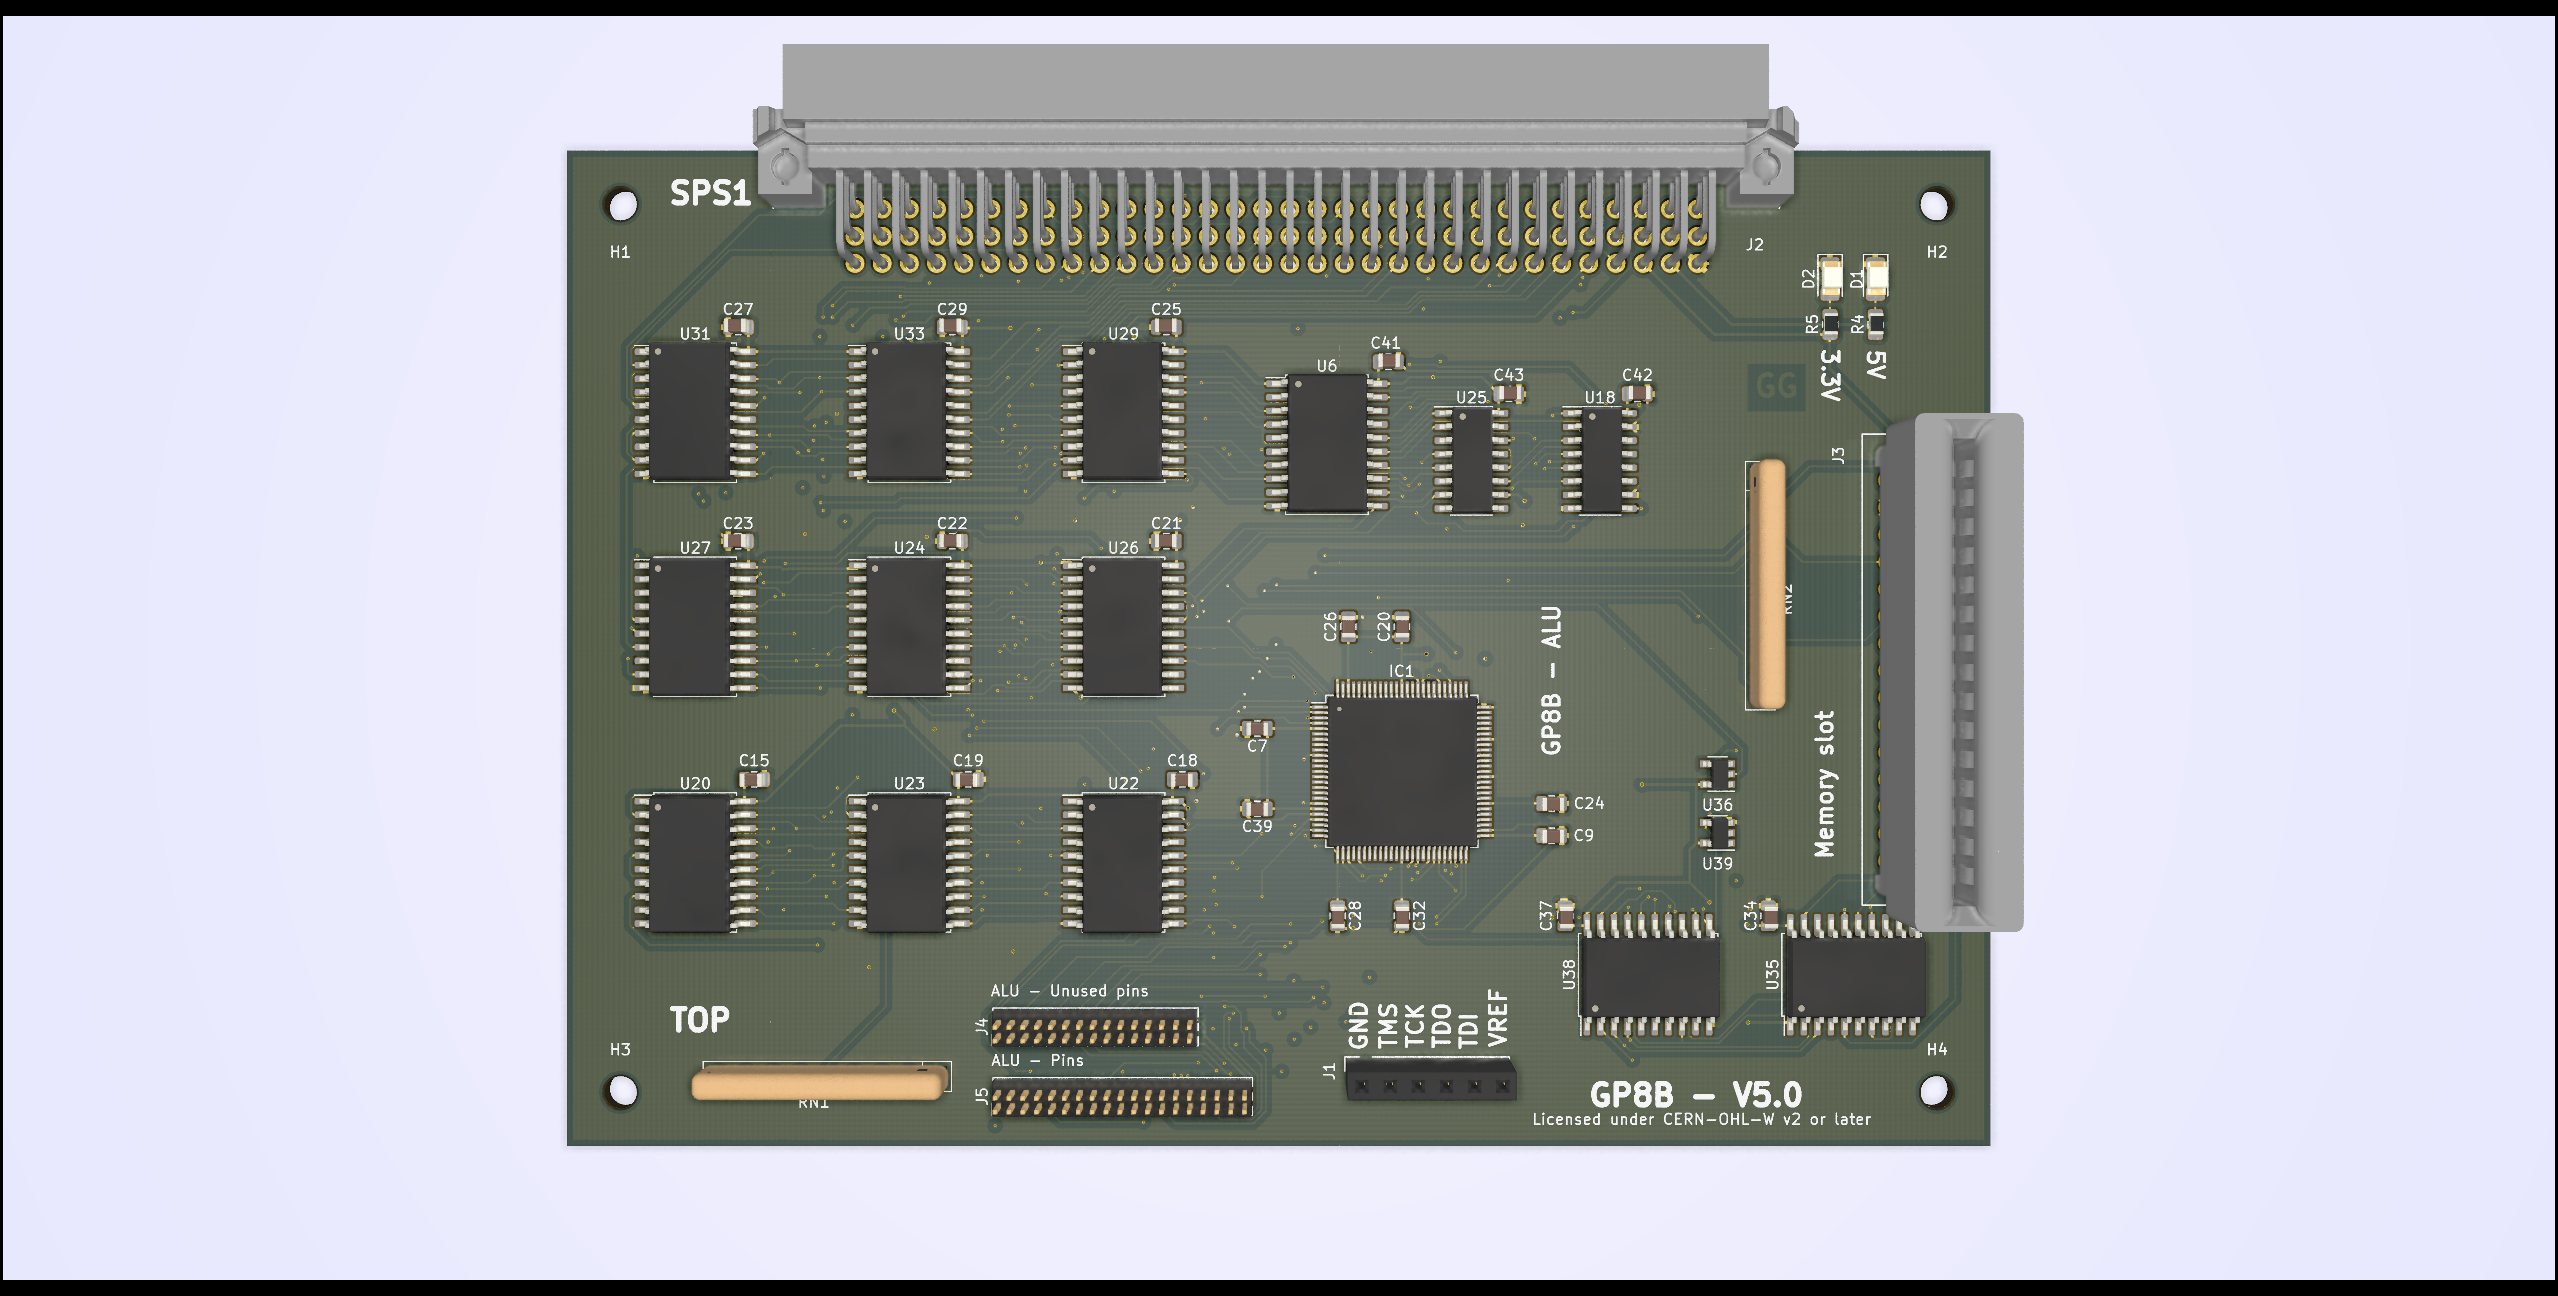 SPS1
H1
J2
H2
D2
D1
R5
R4
3.3V
5V
GG
C27
C29
C25
U31
U33
U29
C41
U6
C43
C42
U25
U18
J3
C23
C22
C21
U27
U24
U26
RN2
C26
C20
GP8B - ALU
IC1
C7
Memory slot
C15
C19
C18
U20
U23
U22
C39
C24
C9
U36
U39
C28
C32
C37
C34
U38
U35
ALU - Unused pins
J4
TOP
GND
TMS
TCK
TDO
TDI
VREF
H3
H4
ALU - Pins
J5
J1
RN1
GP8B - V5.0
Licensed under CERN-OHL-W v2 or later